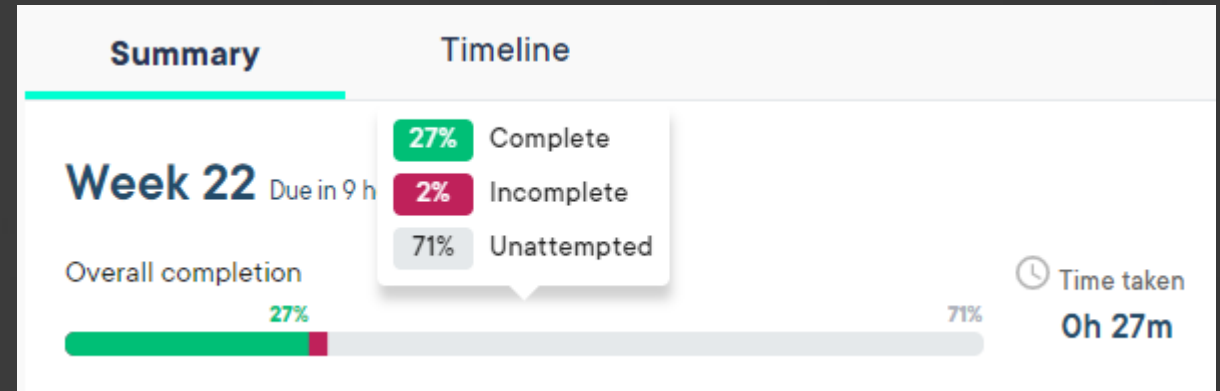 Summary
Timeline
27% Complete
Week 22 Due in 9 h
2% Incomplete
71% Unattempted
Overall completion
Time taken
27%
71%
0h 27m